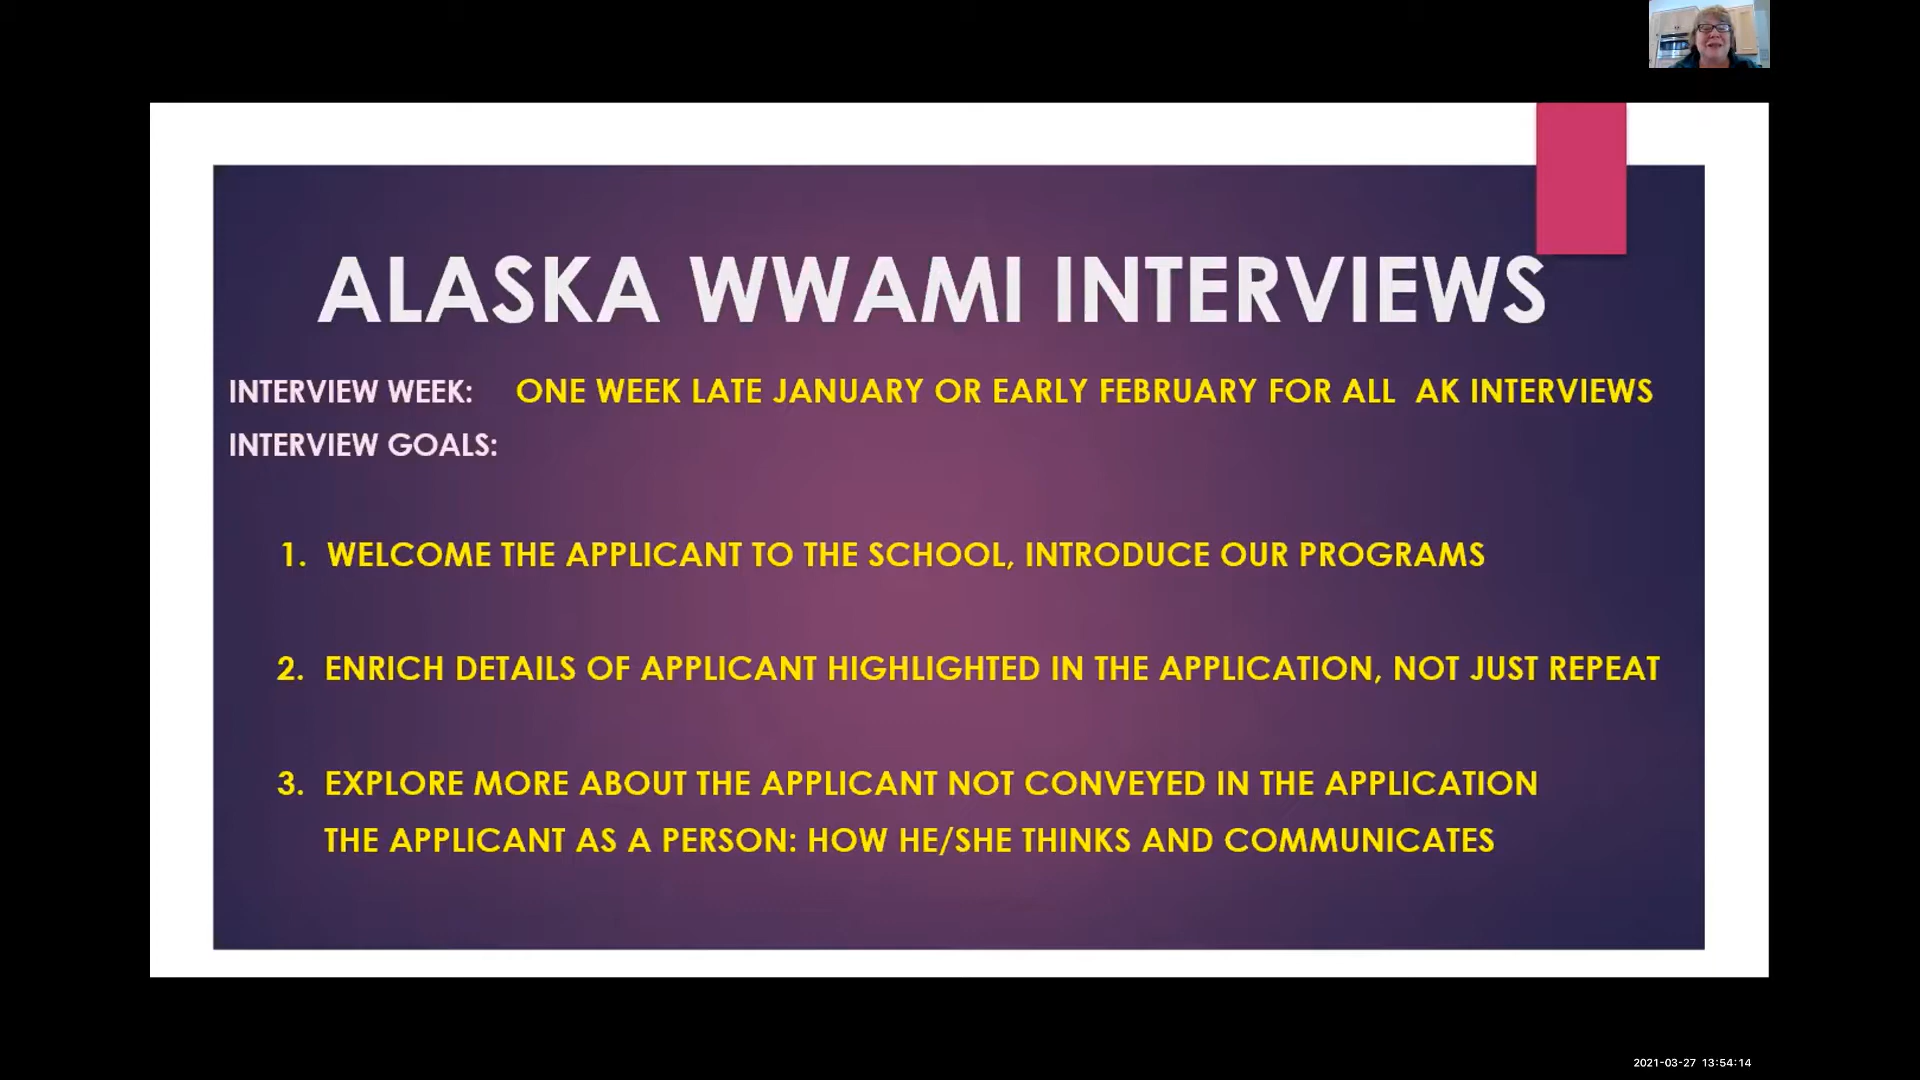 ALASKA WWAMI INTERVIEWS
INTERVIEW WEEK: ONE WEEK LATE JANUARY OR EARLY FEBRUARY FOR ALL AK INTERVIEWS
INTERVIEW GOALS:
1. WELCOME THE APPLICANT TO THE SCHOOL, INTRODUCE OUR PROGRAMS
2. ENRICH DETAILS OF APPLICANT HIGHLIGHTED IN THE APPLICATION, NOT JUST REPEAT
3. EXPLORE MORE ABOUT THE APPLICANT NOT CONVEYED IN THE APPLICATION
THE APPLICANT AS A PERSON: HOW HE/SHE THINKS AND COMMUNICATES
2021-03-27 13:54:14